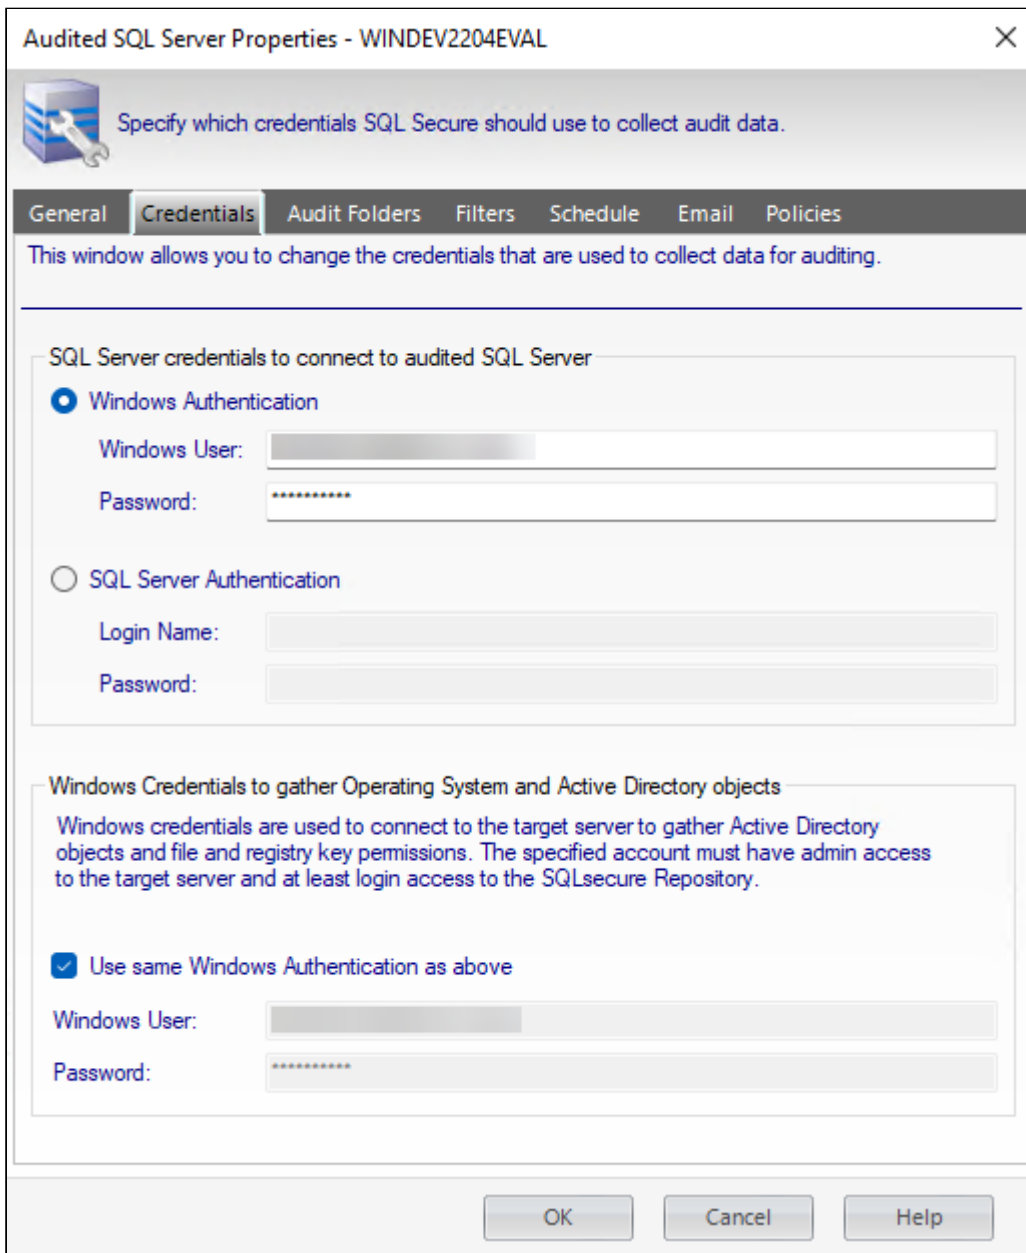 Audited SQL Server Properties - WINDEV2204EVAL
Specify which credentials SQL Secure should use to collect audit data.
General Credentials Audit Folders Filters Schedule Email Policies
This window allows you to change the credentials that are used to collect data for auditing.
SQL Server credentials to connect to audited SQL Server
Windows Authentication
Windows User:
Password: **********
SQL Server Authentication
Login Name:
Password:
Windows Credentials to gather Operating System and Active Directory objects
Windows credentials are used to connect to the target server to gather Active Directory
objects and file and registry key permissions. The specified account must have admin access
to the target server and at least login access to the SQLsecure Repository.
Use same Windows Authentication as above
Windows User:
Password: **********
OK Cancel Help